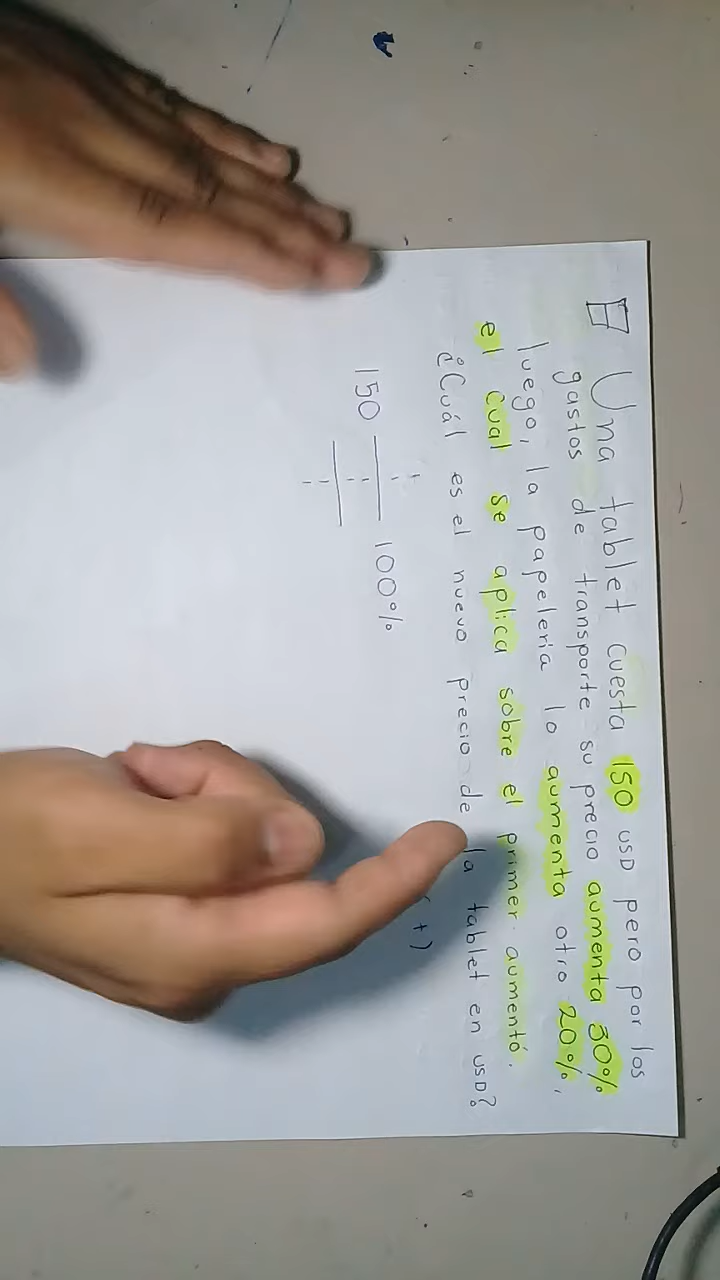 Una tablet cuesta 150 USD pero por los
gastos de transporte su precio aumenta 30%
luego, la papelería lo aumenta otro 20%,
el cual se aplica sobre el primer aumentó.
¿Cuál es el nuevo precio de la tablet en USD?
(+)
150 100%